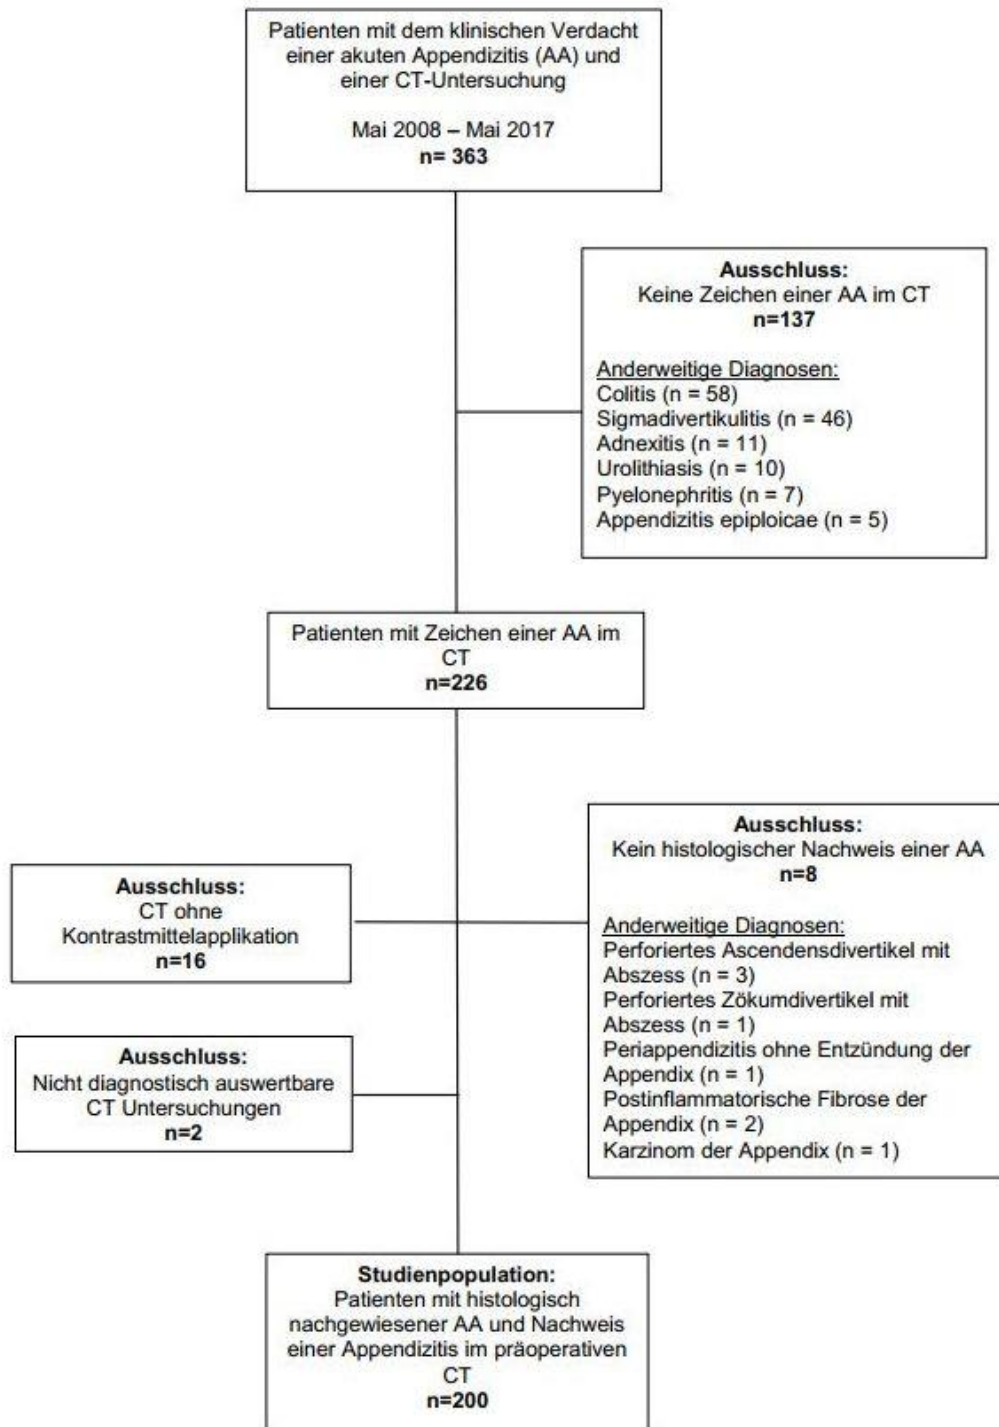 Patienten mit dem klinischen Verdacht
einer akuten Appendizitis (AA) und
einer CT-Untersuchung
Mai 2008 – Mai 2017
n= 363
Ausschluss:
Keine Zeichen einer AA im CT
n=137
Anderweitige Diagnosen:
Colitis (n = 58)
Sigmadivertikulitis (n = 46)
Adnexitis (n = 11)
Urolithiasis (n = 10)
Pyelonephritis (n = 7)
Appendizitis epiploicae (n = 5)
Patienten mit Zeichen einer AA im
CT
n=226
Ausschluss:
CT ohne
Kontrastmittelapplikation
n=16
Ausschluss:
Nicht diagnostisch auswertbare
CT Untersuchungen
n=2
Ausschluss:
Kein histologischer Nachweis einer AA
n=8
Anderweitige Diagnosen:
Perforiertes Ascendensdivertikel mit
Abszess (n = 3)
Perforiertes Zökumdivertikel mit
Abszess (n = 1)
Periappendizitis ohne Entzündung der
Appendix (n = 1)
Postinflammatorische Fibrose der
Appendix (n = 2)
Karzinom der Appendix (n = 1)
Studienpopulation:
Patienten mit histologisch
nachgewiesener AA und Nachweis
einer Appendizitis im präoperativen
CT
n=200